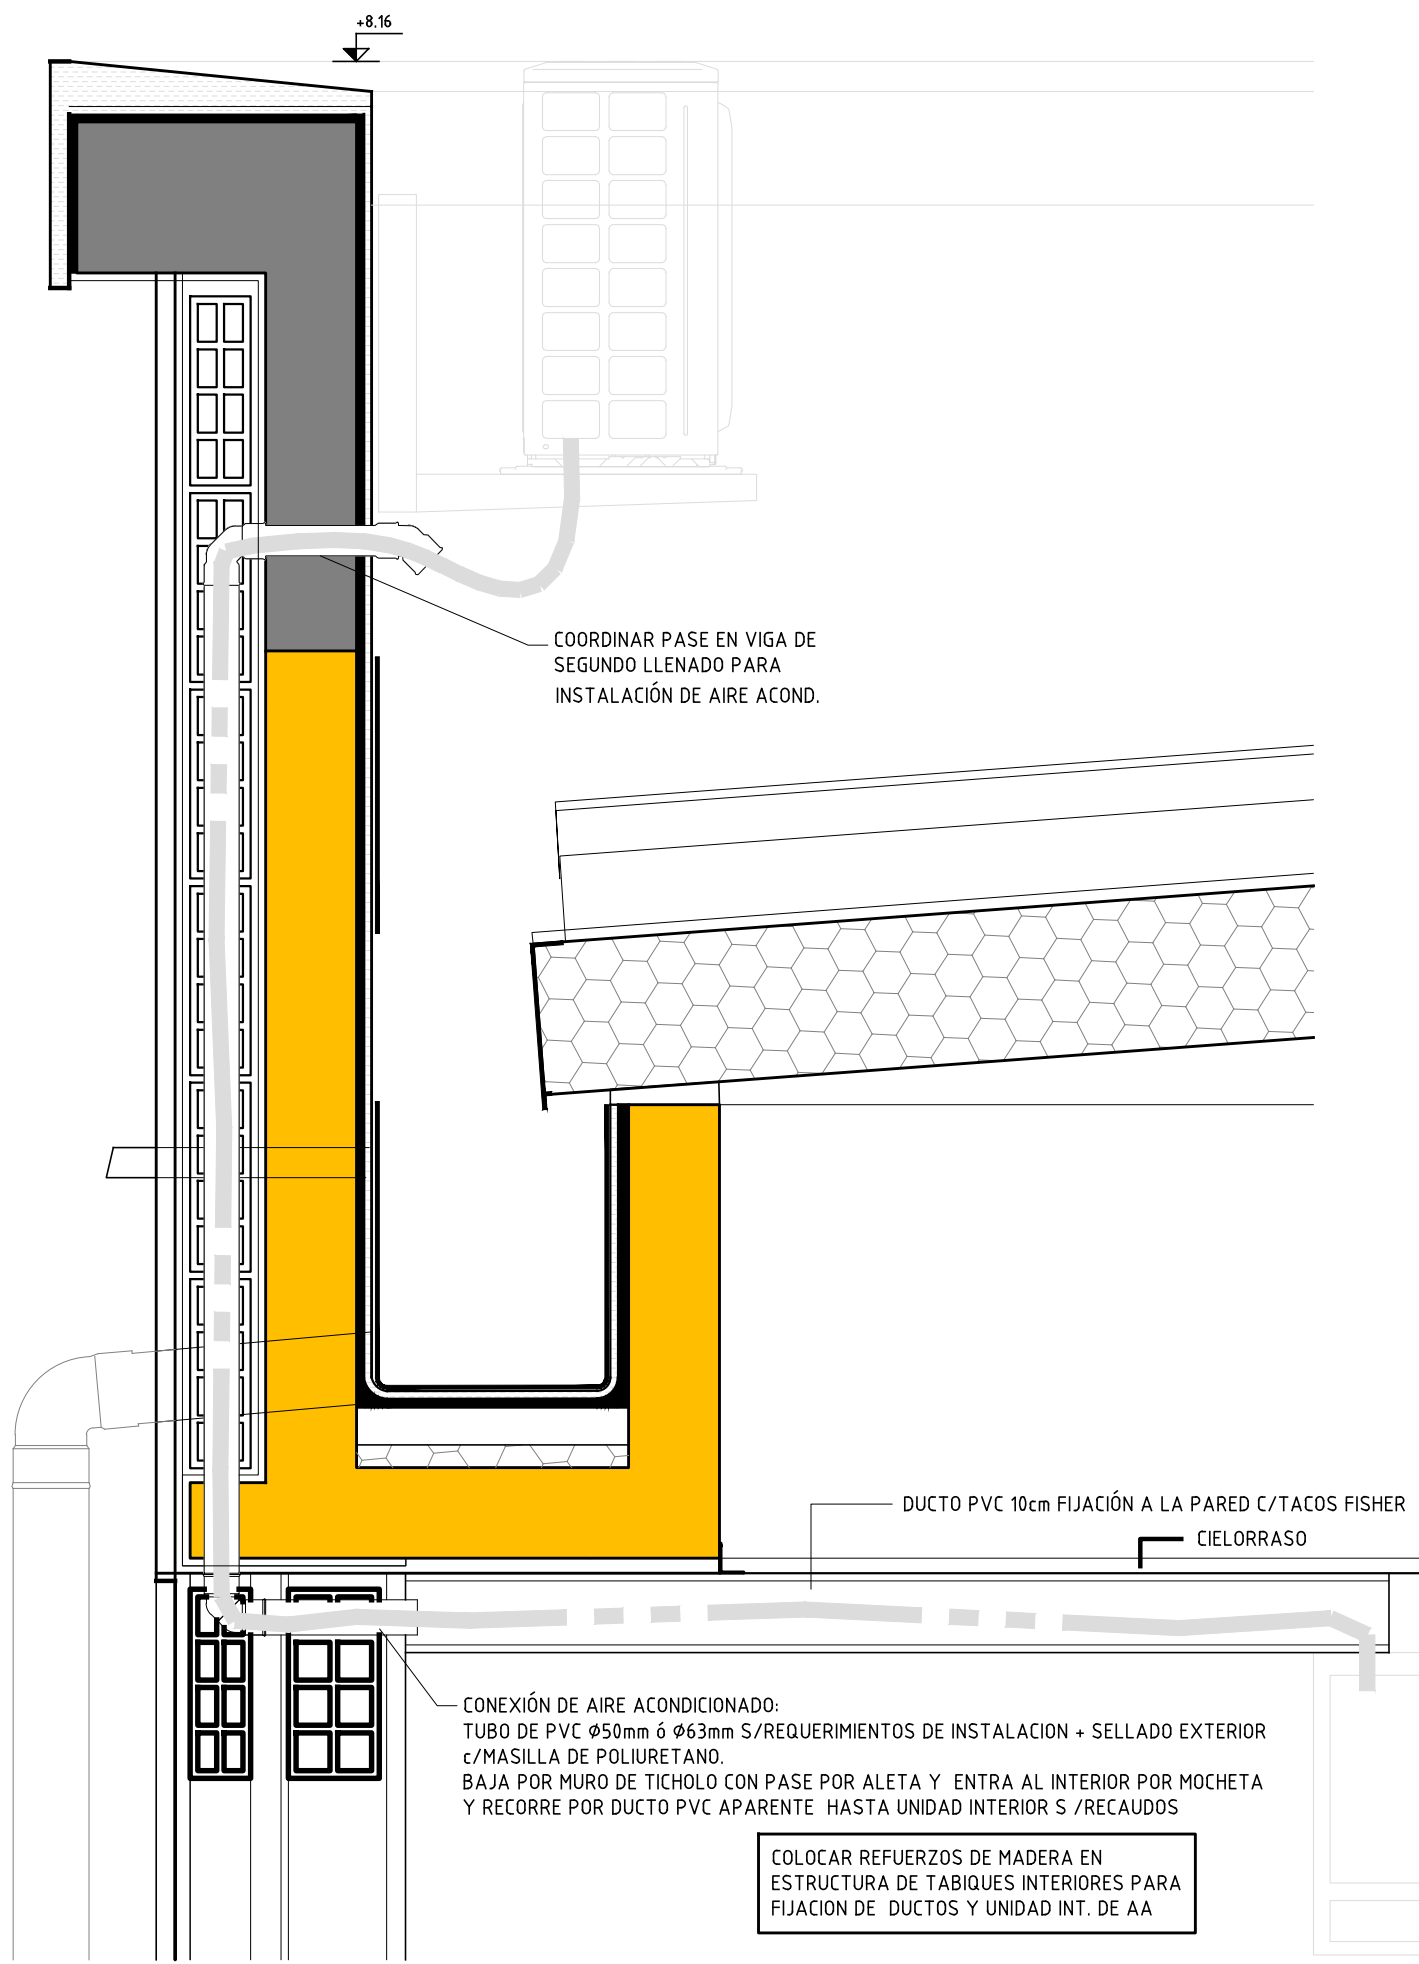 +8.16
COORDINAR PASE EN VIGA DE
SEGUNDO LLENADO PARA
INSTALACIÓN DE AIRE ACOND.
DUCTO PVC 10cm FIJACIÓN A LA PARED C/TACOS FISHER
CIELORRASO
CONEXIÓN DE AIRE ACONDICIONADO:
TUBO DE PVC Ø50mm ó Ø63mm S/REQUERIMIENTOS DE INSTALACION + SELLADO EXTERIOR
c/MASILLA DE POLIURETANO.
BAJA POR MURO DE TICHOLO CON PASE POR ALETA Y ENTRA AL INTERIOR POR MOCHETA
Y RECORRE POR DUCTO PVC APARENTE HASTA UNIDAD INTERIOR S /RECAUDOS
COLOCAR REFUERZOS DE MADERA EN
ESTRUCTURA DE TABIQUES INTERIORES PARA
FIJACION DE DUCTOS Y UNIDAD INT. DE AA